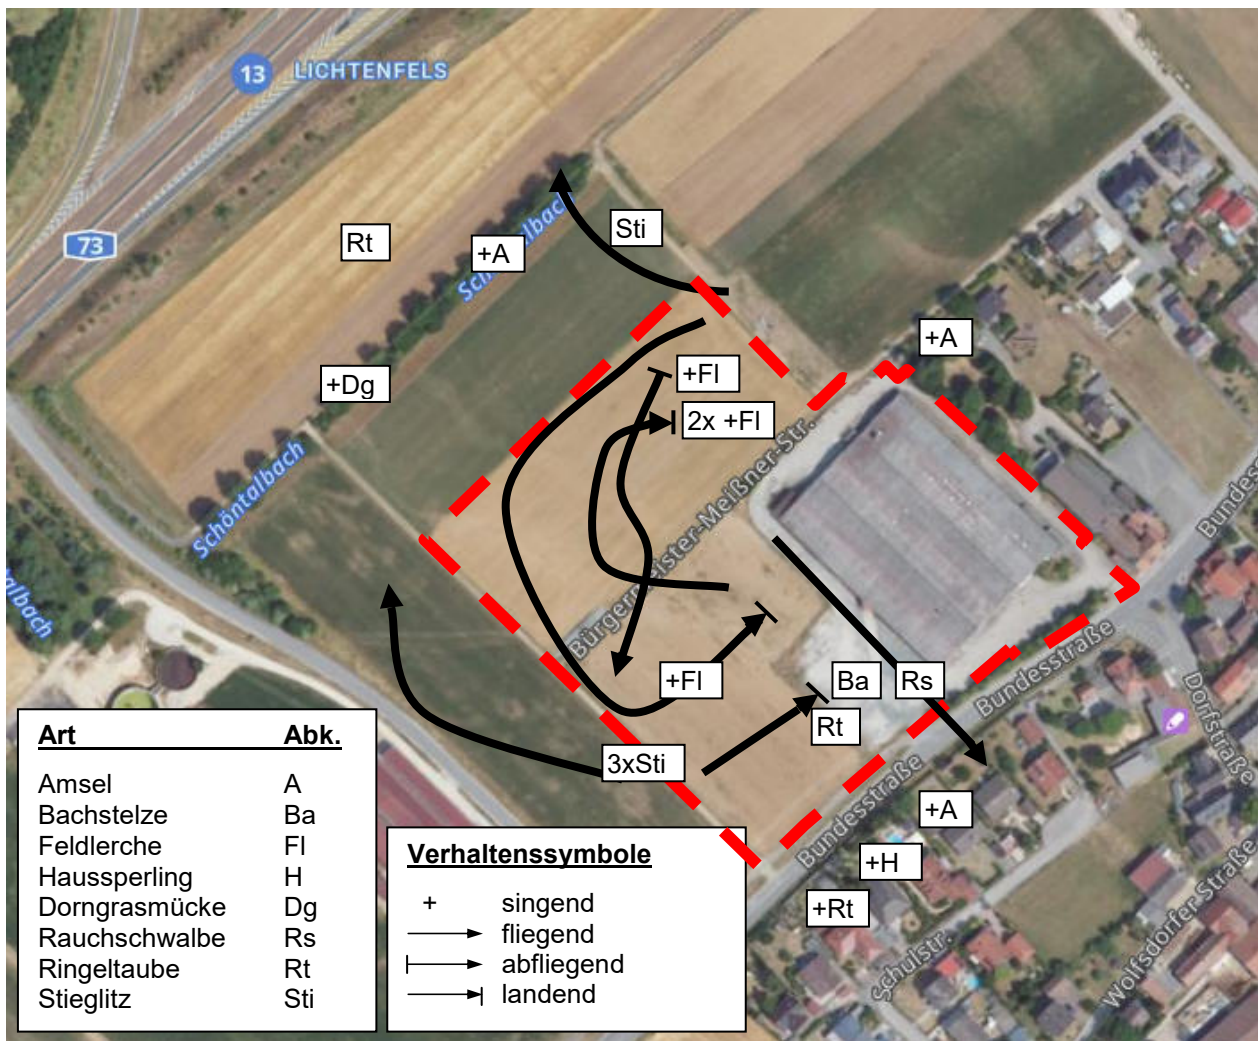 13 LICHTENFELS
73
Rt
+A
Sti
Schöntalbach
+Dg
+A
+Fl
2x +Fl
Schöntalbach
Bürgermeister-Meißner-Str.
+Fl
Ba
Rs
Rt
3xSti
Bundesstraße
Bundesstraße
Dorfstraße
+A
+H
+Rt
Schulstr.
Wolfsdorfer Straße
Art Abk.
Amsel A
Bachstelze Ba
Feldlerche Fl
Haussperling H
Dorngrasmücke Dg
Rauchschwalbe Rs
Ringeltaube Rt
Stieglitz Sti
Verhaltenssymbole
+ singend
fliegend
abfliegend
landend